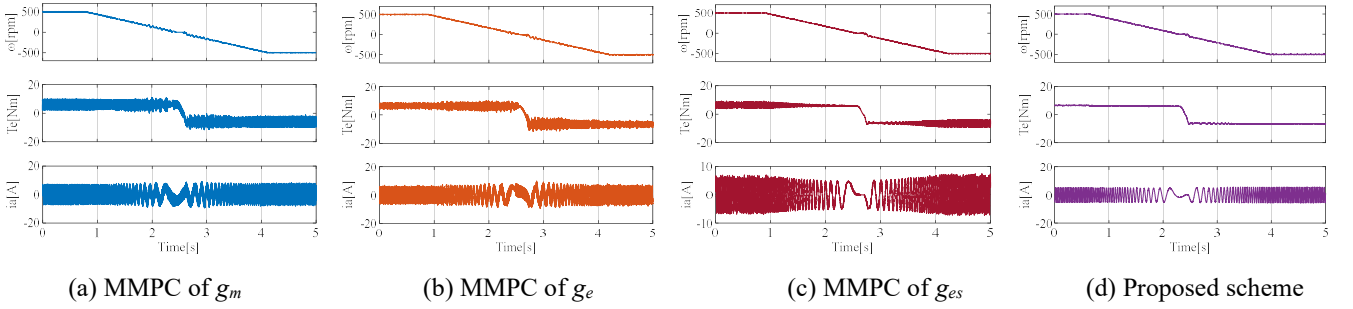 ω[rpm]
500
0
-500
Te[Nm]
20
0
-20
ia[A]
20
0
-20
0 1 2 3 4 5
Time[s]
(a) MMPC of gm
ω[rpm]
500
0
-500
Te[Nm]
20
0
-20
ia[A]
20
0
-20
0 1 2 3 4 5
Time[s]
(b) MMPC of ge
ω[rpm]
500
0
-500
Te[Nm]
20
0
-20
ia[A]
10
0
-10
0 1 2 3 4 5
Time[s]
(c) MMPC of ges
ω[rpm]
500
0
-500
Te[Nm]
20
0
-20
ia[A]
20
0
-20
0 1 2 3 4 5
Time[s]
(d) Proposed scheme